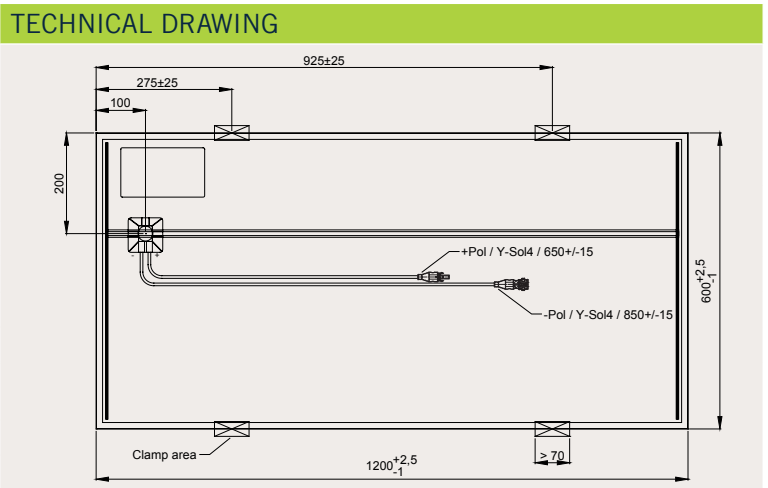 TECHNICAL DRAWING
925±25
275±25
100
200
- +
+Pol / Y-Sol4 / 650+/-15
-Pol / Y-Sol4 / 850+/-15
600+2,5
-1
Clamp area
> 70
1200+2,5
-1